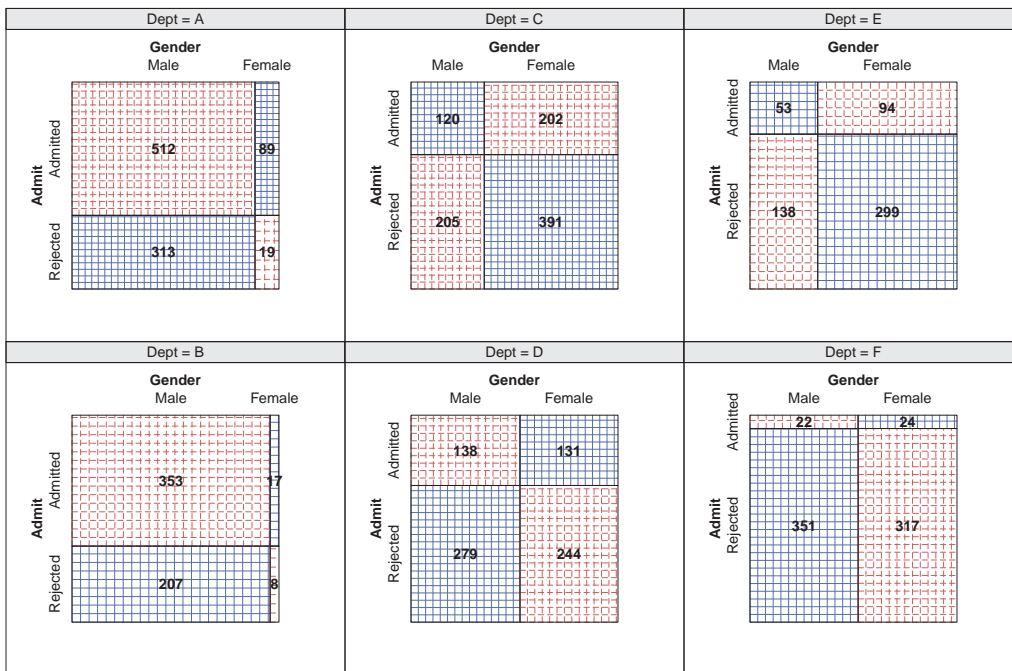 Dept = A
Gender
Male Female
Admit
Admitted
Rejected
512 89
313 19
Dept = C
Gender
Male Female
Admit
Admitted
Rejected
120 202
205 391
Dept = E
Gender
Male Female
Admit
Admitted
Rejected
53 94
138 299
Dept = B
Gender
Male Female
Admit
Admitted
Rejected
353 17
207 8
Dept = D
Gender
Male Female
Admit
Admitted
Rejected
138 131
279 244
Dept = F
Gender
Male Female
Admit
Admitted
Rejected
22 24
351 317